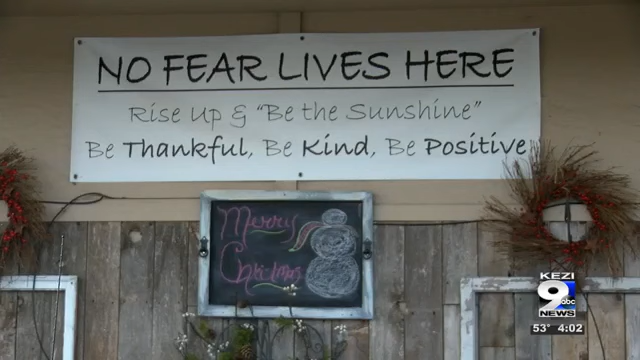 NO FEAR LIVES HERE
Rise Up & "Be the Sunshine"
Be Thankful, Be Kind, Be Positive
Merry
Christmas
KEZI
9 abc
NEWS
53° 4:02